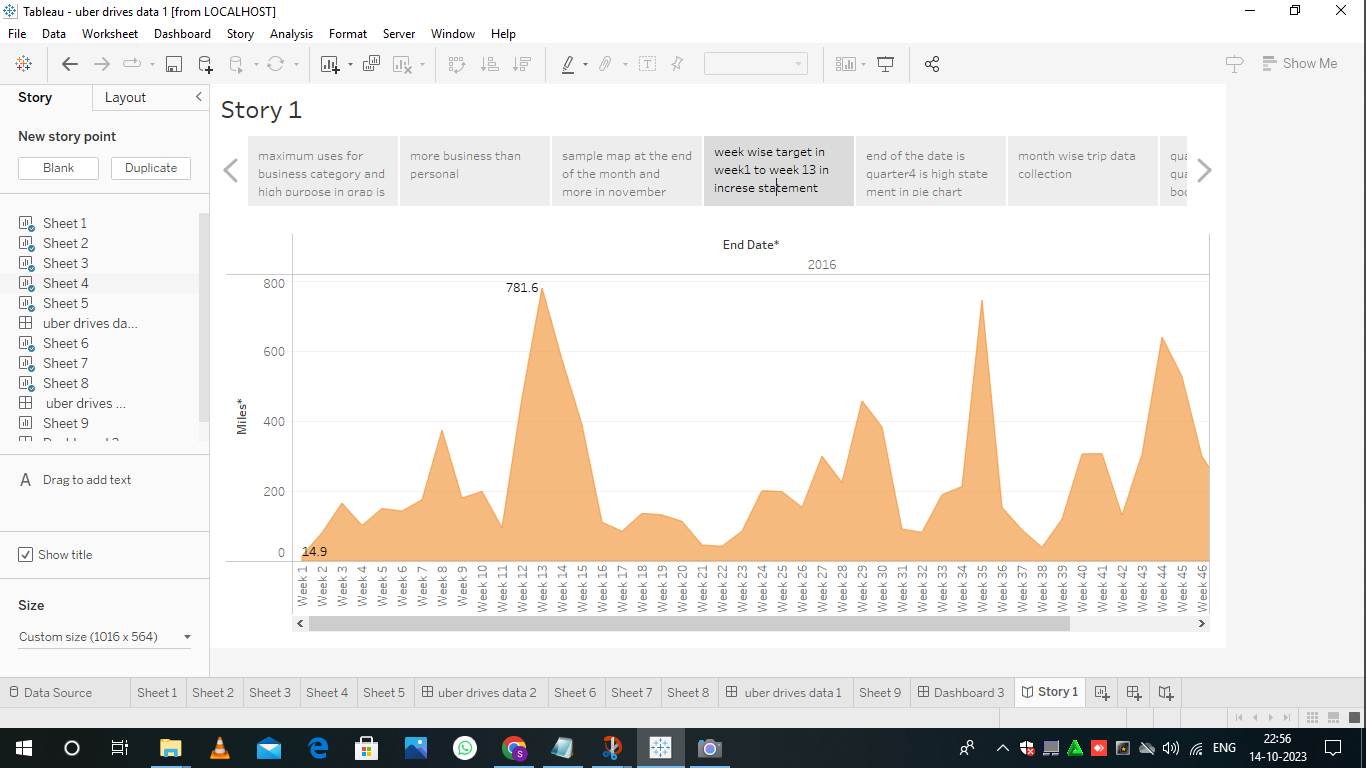 Tableau - uber drives data 1 [from LOCALHOST]
File Data Worksheet Dashboard Story Analysis Format Server Window Help
Show Me
Story Layout
New story point
Blank Duplicate
Sheet 1
Sheet 2
Sheet 3
Sheet 4
Sheet 5
uber drives da...
Sheet 6
Sheet 7
Sheet 8
uber drives ...
Sheet 9
A Drag to add text
Show title
Size
Custom size (1016 x 564)
Story 1
maximum uses for
business category and
high purpose in grap is
more business than
personal
sample map at the end
of the month and
more in november
week wise target in
week1 to week 13 in
increse statement
end of the date is
quarter4 is high state
ment in pie chart
month wise trip data
collection
End Date*
2016
Miles*
800
600
400
200
0
781.6
14.9
Week 1
Week 2
Week 3
Week 4
Week 5
Week 6
Week 7
Week 8
Week 9
Week 10
Week 11
Week 12
Week 13
Week 14
Week 15
Week 16
Week 17
Week 18
Week 19
Week 20
Week 21
Week 22
Week 23
Week 24
Week 25
Week 26
Week 27
Week 28
Week 29
Week 30
Week 31
Week 32
Week 33
Week 34
Week 35
Week 36
Week 37
Week 38
Week 39
Week 40
Week 41
Week 42
Week 43
Week 44
Week 45
Week 46
Data Source Sheet 1 Sheet 2 Sheet 3 Sheet 4 Sheet 5 uber drives data 2 Sheet 6 Sheet 7 Sheet 8 uber drives data 1 Sheet 9 Dashboard 3 Story 1
ENG
22:56
14-10-2023